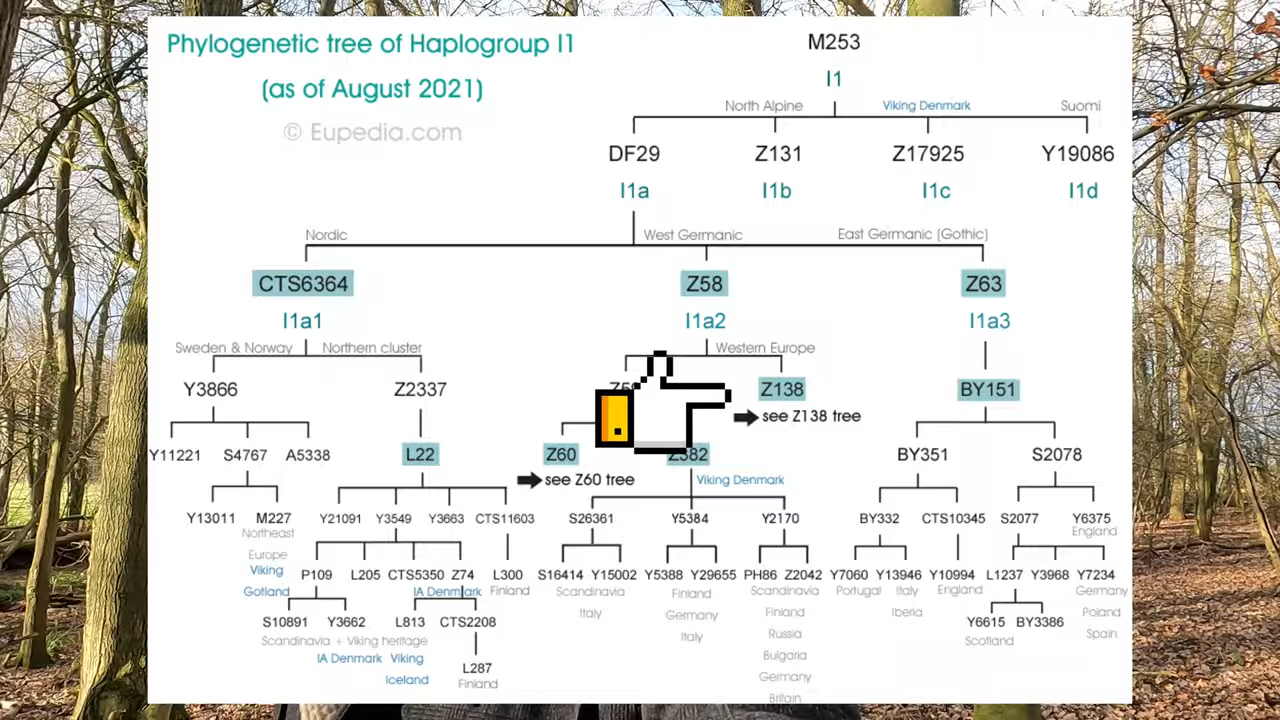 Phylogenetic tree of Haplogroup I1
(as of August 2021)
© Eupedia.com
M253
I1
North Alpine Viking Denmark Suomi
DF29 Z131 Z17925 Y19086
I1a I1b I1c I1d
Nordic West Germanic East Germanic (Gothic)
CTS6364 Z58 Z63
I1a1 I1a2 I1a3
Sweden & Norway Northern cluster Western Europe
Y3866 Z2337 Z138 BY151
see Z138 tree
Y11221 S4767 A5338 L22 Z60 Z382 BY351 S2078
see Z60 tree Viking Denmark
Y13011 M227 Y21091 Y3549 Y3663 CTS11603 S26361 Y5384 Y2170 BY332 CTS10345 S2077 Y6375
Northeast England
Europe
Viking P109 L205 CTS5350 Z74 L300 S16414 Y15002 Y5388 Y29655 PH86 Z2042 Y7060 Y13946 Y10994 L1237 Y3968 Y7234
Gotland IA Denmark Finland Scandinavia Finland Scandinavia Portugal Italy England Germany
Italy Germany Finland Iberia Poland
S10891 Y3662 L813 CTS2208 Italy Russia Y6615 BY3386 Spain
Scandinavia + Viking heritage Bulgaria Scotland
IA Denmark Viking Germany
Iceland L287 Britain
Finland